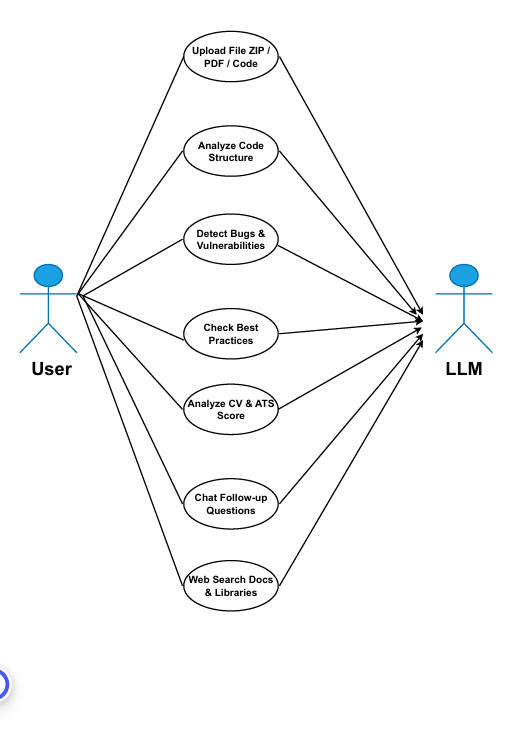 Upload File ZIP /
PDF / Code
Analyze Code
Structure
Detect Bugs &
Vulnerabilities
Check Best
Practices
User
LLM
Analyze CV & ATS
Score
Chat Follow-up
Questions
Web Search Docs
& Libraries